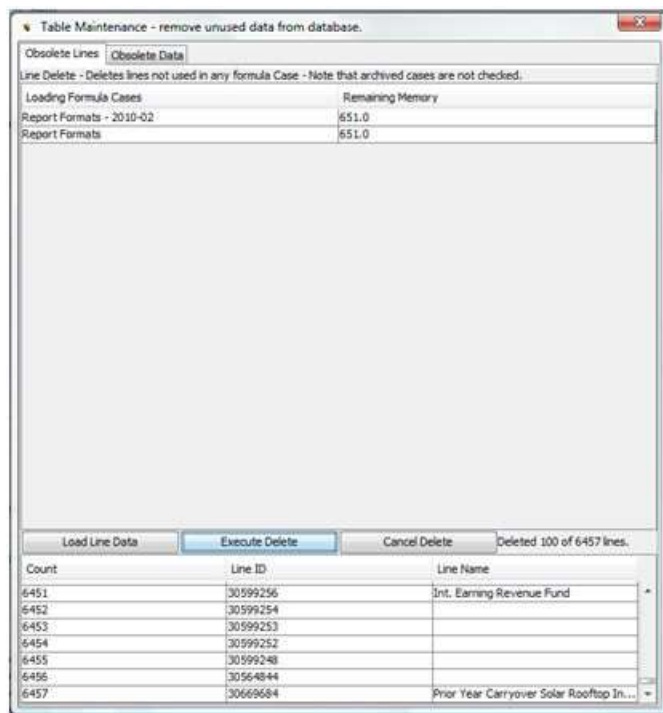 Table Maintenance - remove unused data from database.
Obsolete Lines Obsolete Data
Line Delete - Deletes lines not used in any formula Case - Note that archived cases are not checked.
Loading Formula Cases Remaining Memory
Report Formats - 2010-02 651.0
Report Formats 651.0
Load Line Data Execute Delete Cancel Delete Deleted 100 of 6457 lines.
Count Line ID Line Name
6451 30599256 Int. Earning Revenue Fund
6452 30599254
6453 30599253
6454 30599252
6455 30599248
6456 30564844
6457 30669684 Prior Year Carryover Solar Rooftop In...